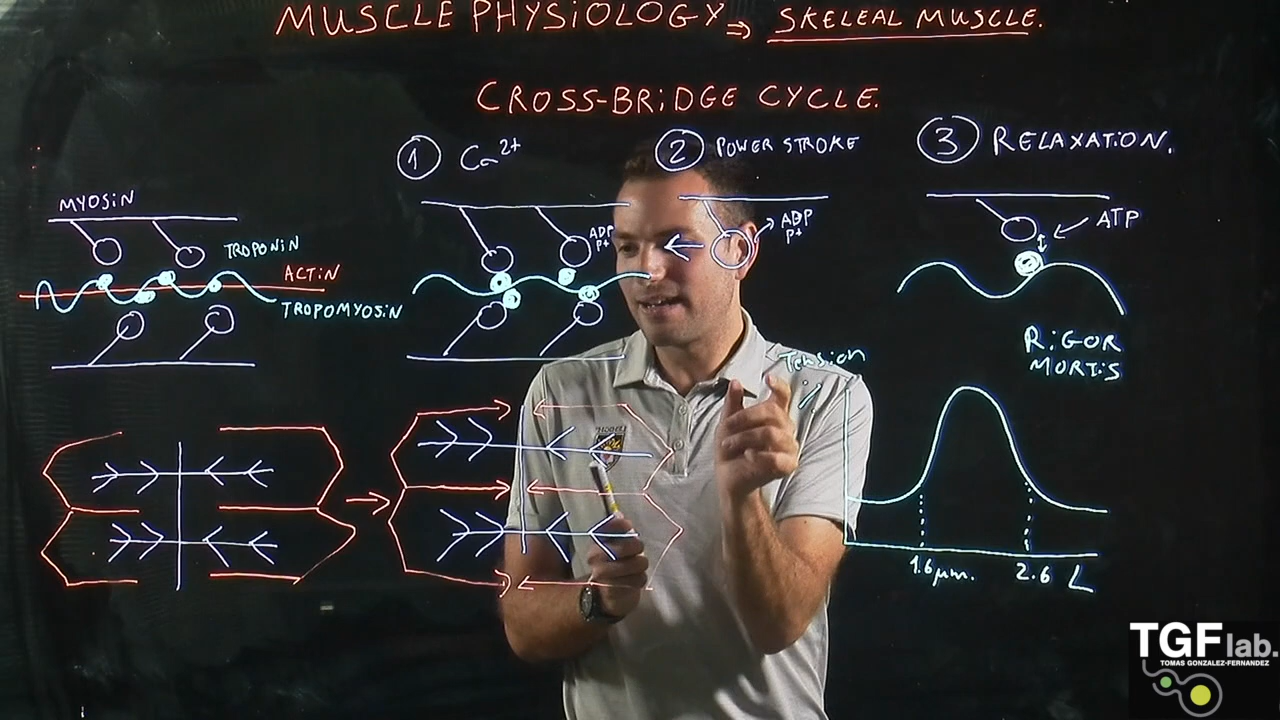 MUSCLE PHYSIOLOGY ⇒ SKELEAL MUSCLE.
CROSS-BRIDGE CYCLE.
① Ca²⁺
② POWER STROKE
③ RELAXATION.
MYOSIN
TROPONIN
ACTIN
TROPOMYOSIN
ADP
P+
ADP
P+
ATP
RIGOR
MORTIS
Tension
1.6 μm.
2.6
L
TGF lab.
TOMAS GONZALEZ-FERNANDEZ